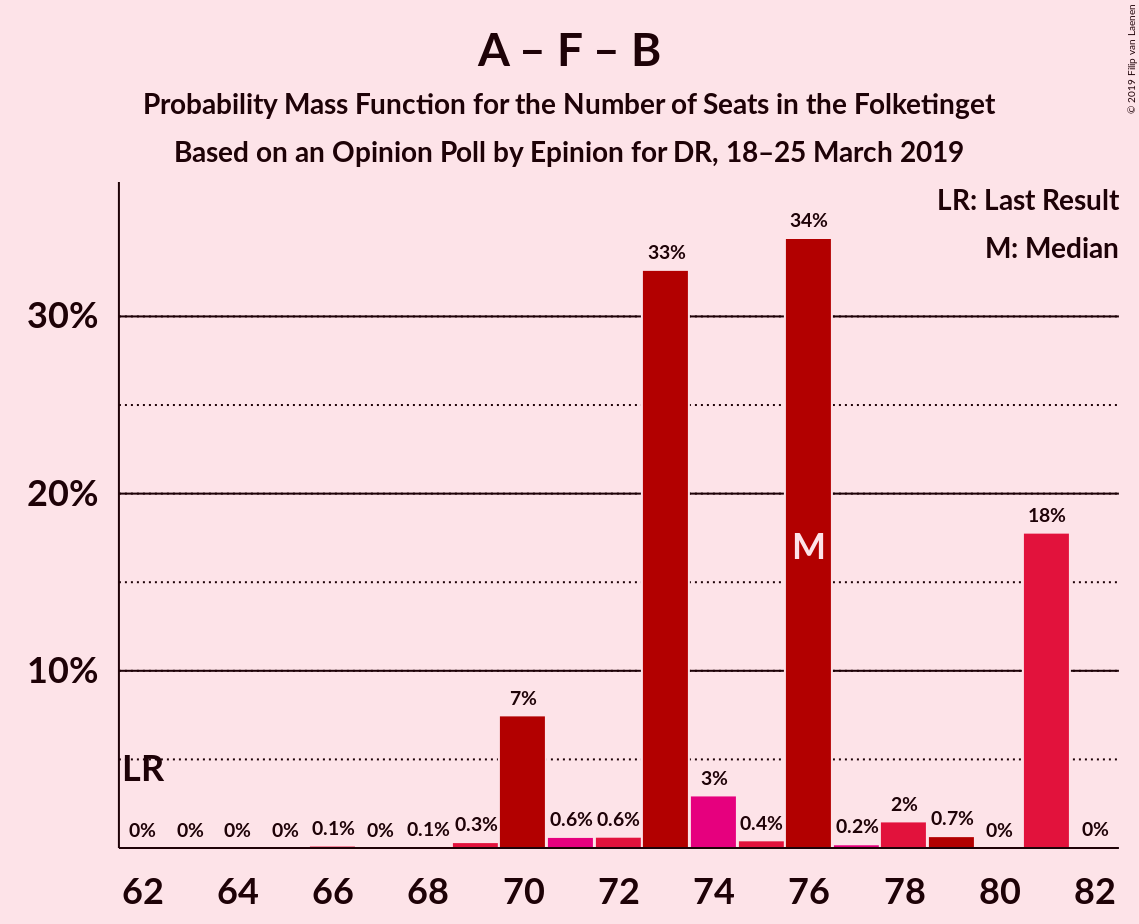 A – F – B
Probability Mass Function for the Number of Seats in the Folketinget
Based on an Opinion Poll by Epinion for DR, 18–25 March 2019
© 2019 Filip van Laenen
LR: Last Result
M: Median
34%
33%
30%
M
20%
18%
10%
7%
LR
3%
2%
0% 0% 0% 0% 0.1% 0% 0.1% 0.3% 0.6% 0.6% 0.4% 0.2% 0.7% 0% 0%
62 64 66 68 70 72 74 76 78 80 82